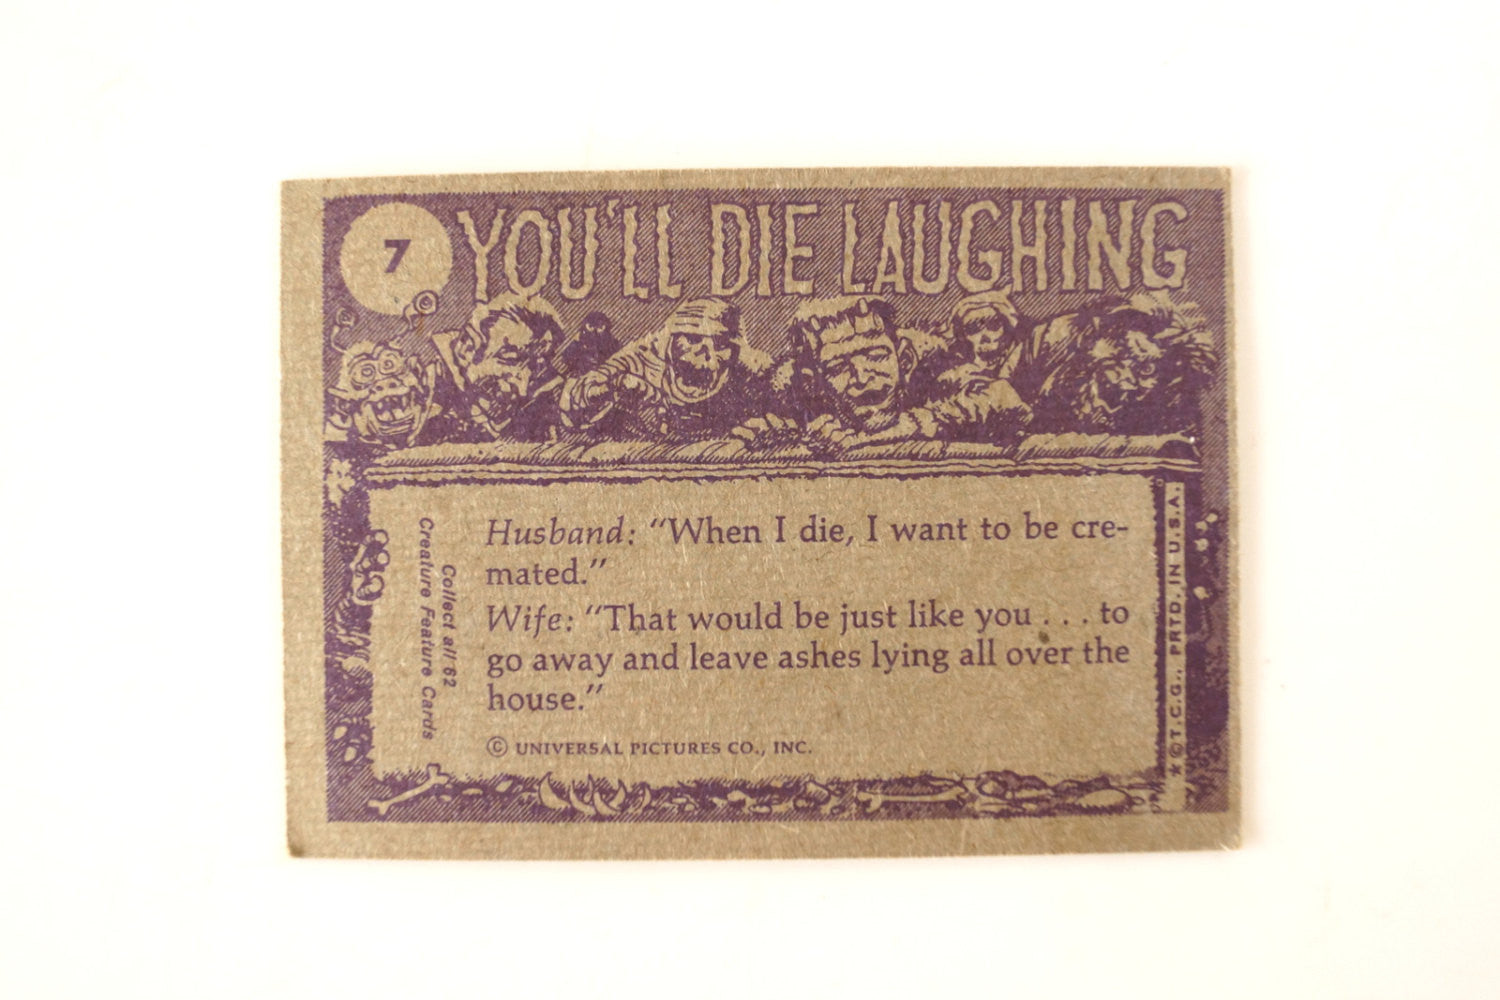 7
YOU'LL DIE LAUGHING
Husband: “When I die, I want to be cre-
mated.”
Wife: “That would be just like you . . . to
go away and leave ashes lying all over the
house.”
© UNIVERSAL PICTURES CO., INC.
Collect all 62
Creature Feature Cards
★ © T.C.G., PRTD. IN U.S.A.